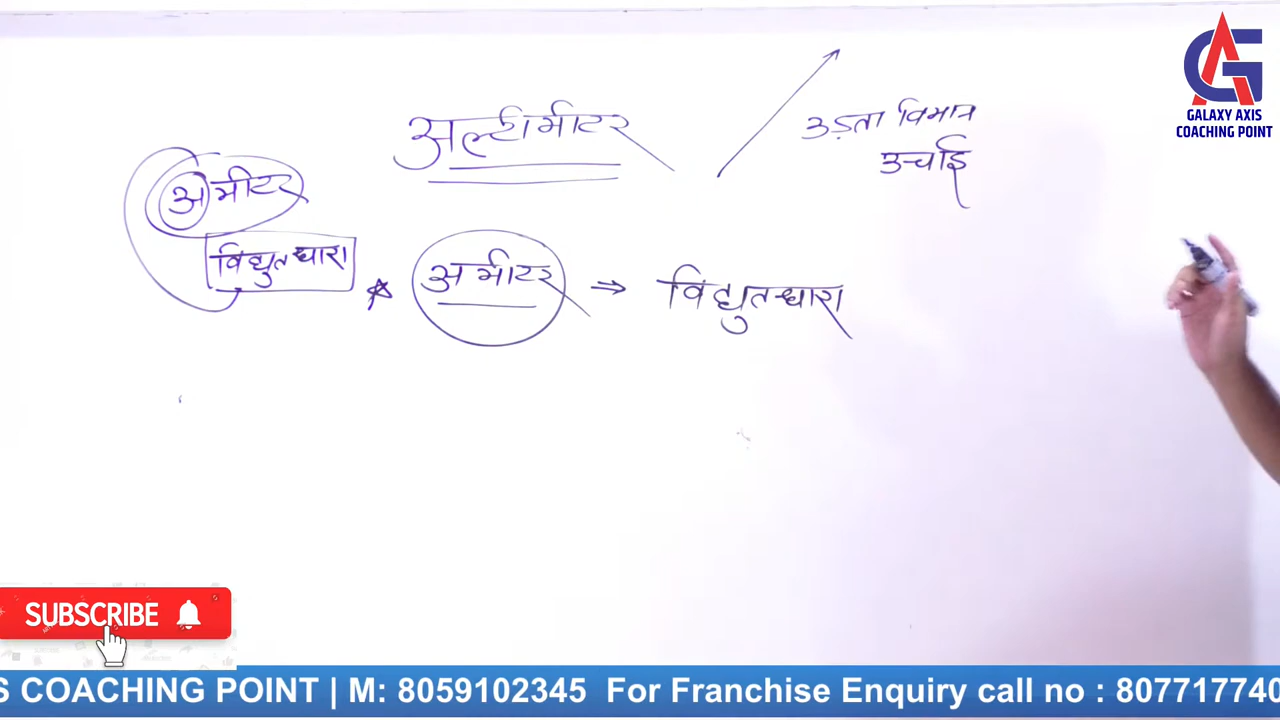 अल्टीमीटर
उड़ता विमान
उचाई
अमीटर
विद्युतधारा
* अमीटर ⇒ विद्युतधारा
GALAXY AXIS
COACHING POINT
SUBSCRIBE
S COACHING POINT | M: 8059102345 For Franchise Enquiry call no : 807717740